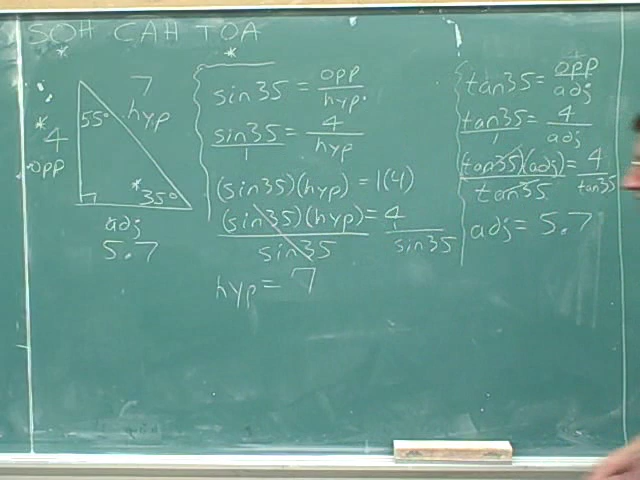 SOH CAH TOA
*
7
hyp
55°
* 4
opp
* 35°
adj
5.7
*
sin35 = opp/hyp.
sin35/1 = 4/hyp
(sin35)(hyp) = 1(4)
(sin35)(hyp)/sin35 = 4/sin35
hyp = 7
tan35 = opp/adj
tan35/1 = 4/adj
(tan35)(adj)/tan35 = 4/tan35
adj = 5.7